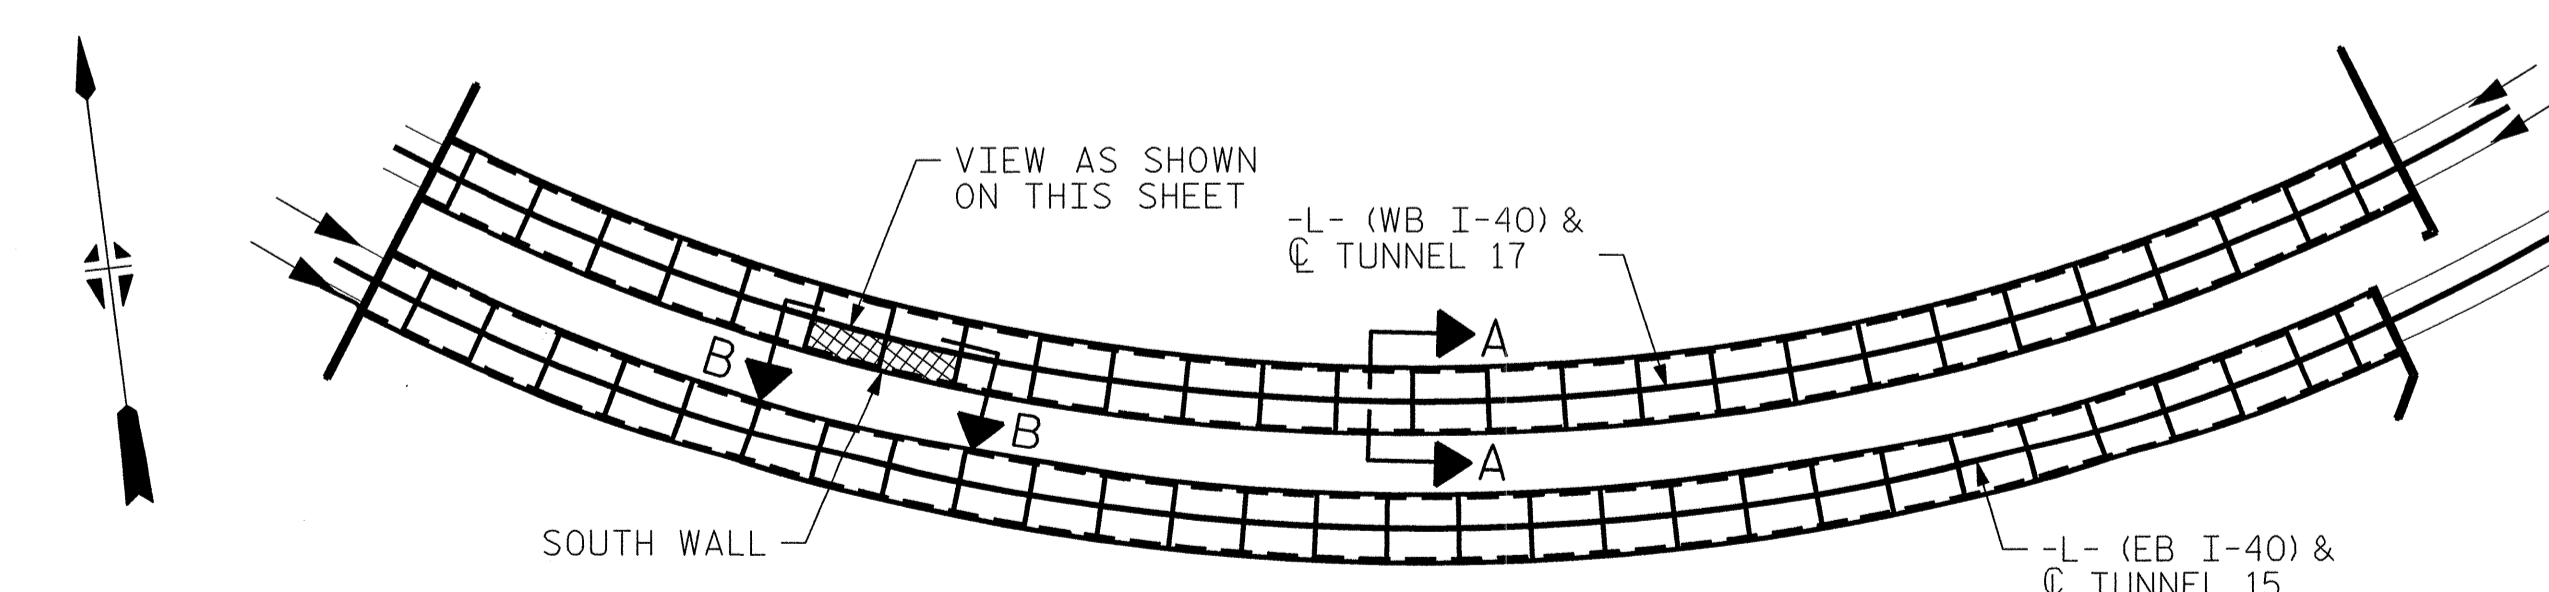 VIEW AS SHOWN
ON THIS SHEET
-L- (WB I-40) &
℄ TUNNEL 17
A
B
B
A
SOUTH WALL
-L- (EB I-40) &
℄ TUNNEL 15